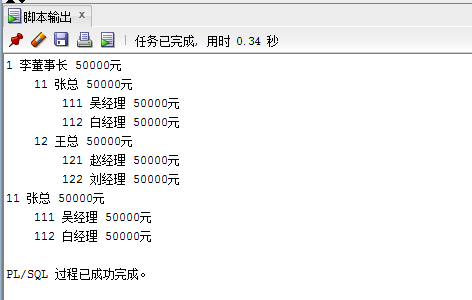 脚本输出 x
任务已完成, 用时 0.34 秒
1 李董事长 50000元
11 张总 50000元
111 吴经理 50000元
112 白经理 50000元
12 王总 50000元
121 赵经理 50000元
122 刘经理 50000元
11 张总 50000元
111 吴经理 50000元
112 白经理 50000元
PL/SQL 过程已成功完成。